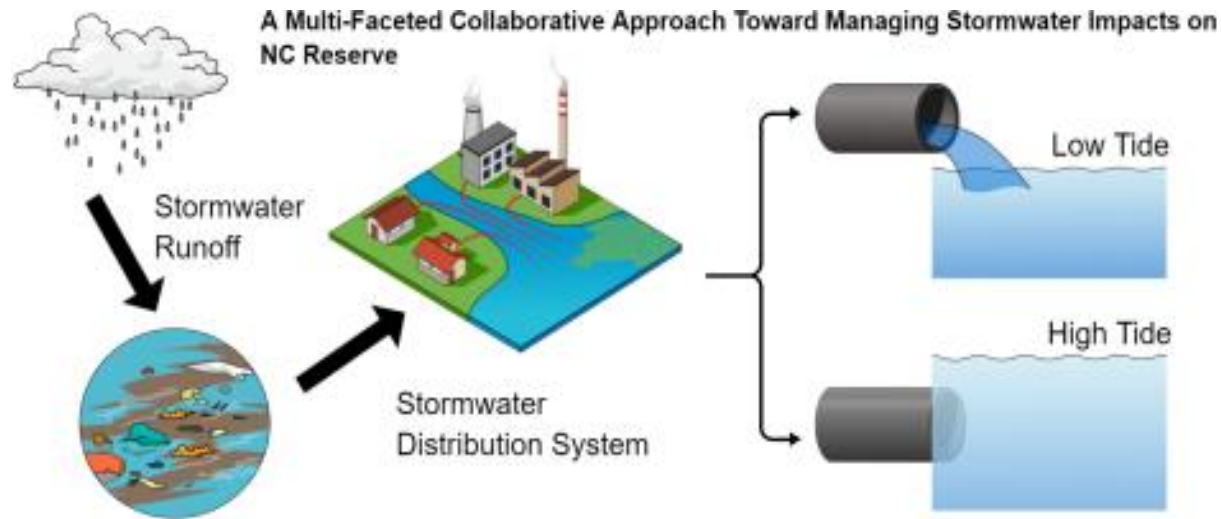 A Multi-Faceted Collaborative Approach Toward Managing Stormwater Impacts on
NC Reserve
Stormwater
Runoff
Stormwater
Distribution System
Low Tide
High Tide